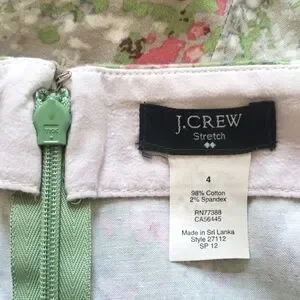 J.CREW
Stretch
4
98% Cotton
2% Spandex
RN77388
CA56445
Made in Sri Lanka
Style 27112
SP 12